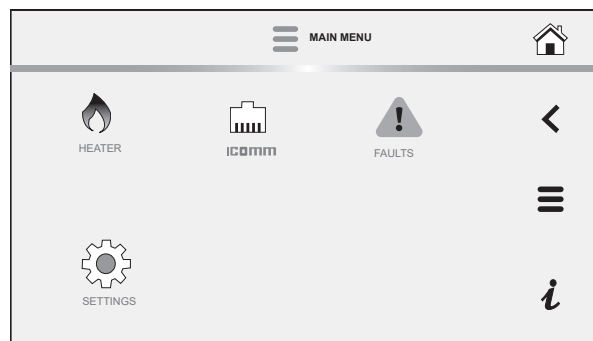 MAIN MENU
HEATER
ICOMM
FAULTS
SETTINGS
i